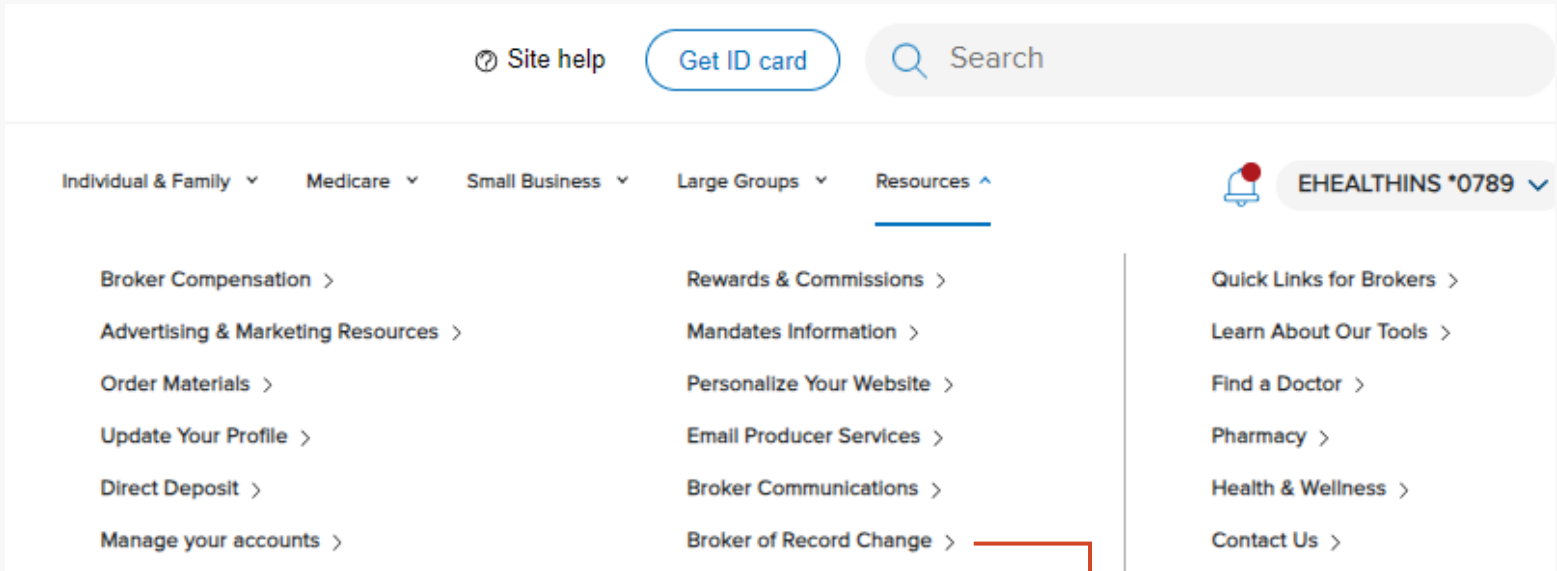 Site help
Get ID card
Search
Individual & Family
Medicare
Small Business
Large Groups
Resources
EHEALTHINS *0789
Broker Compensation
Advertising & Marketing Resources
Order Materials
Update Your Profile
Direct Deposit
Manage your accounts
Rewards & Commissions
Mandates Information
Personalize Your Website
Email Producer Services
Broker Communications
Broker of Record Change
Quick Links for Brokers
Learn About Our Tools
Find a Doctor
Pharmacy
Health & Wellness
Contact Us